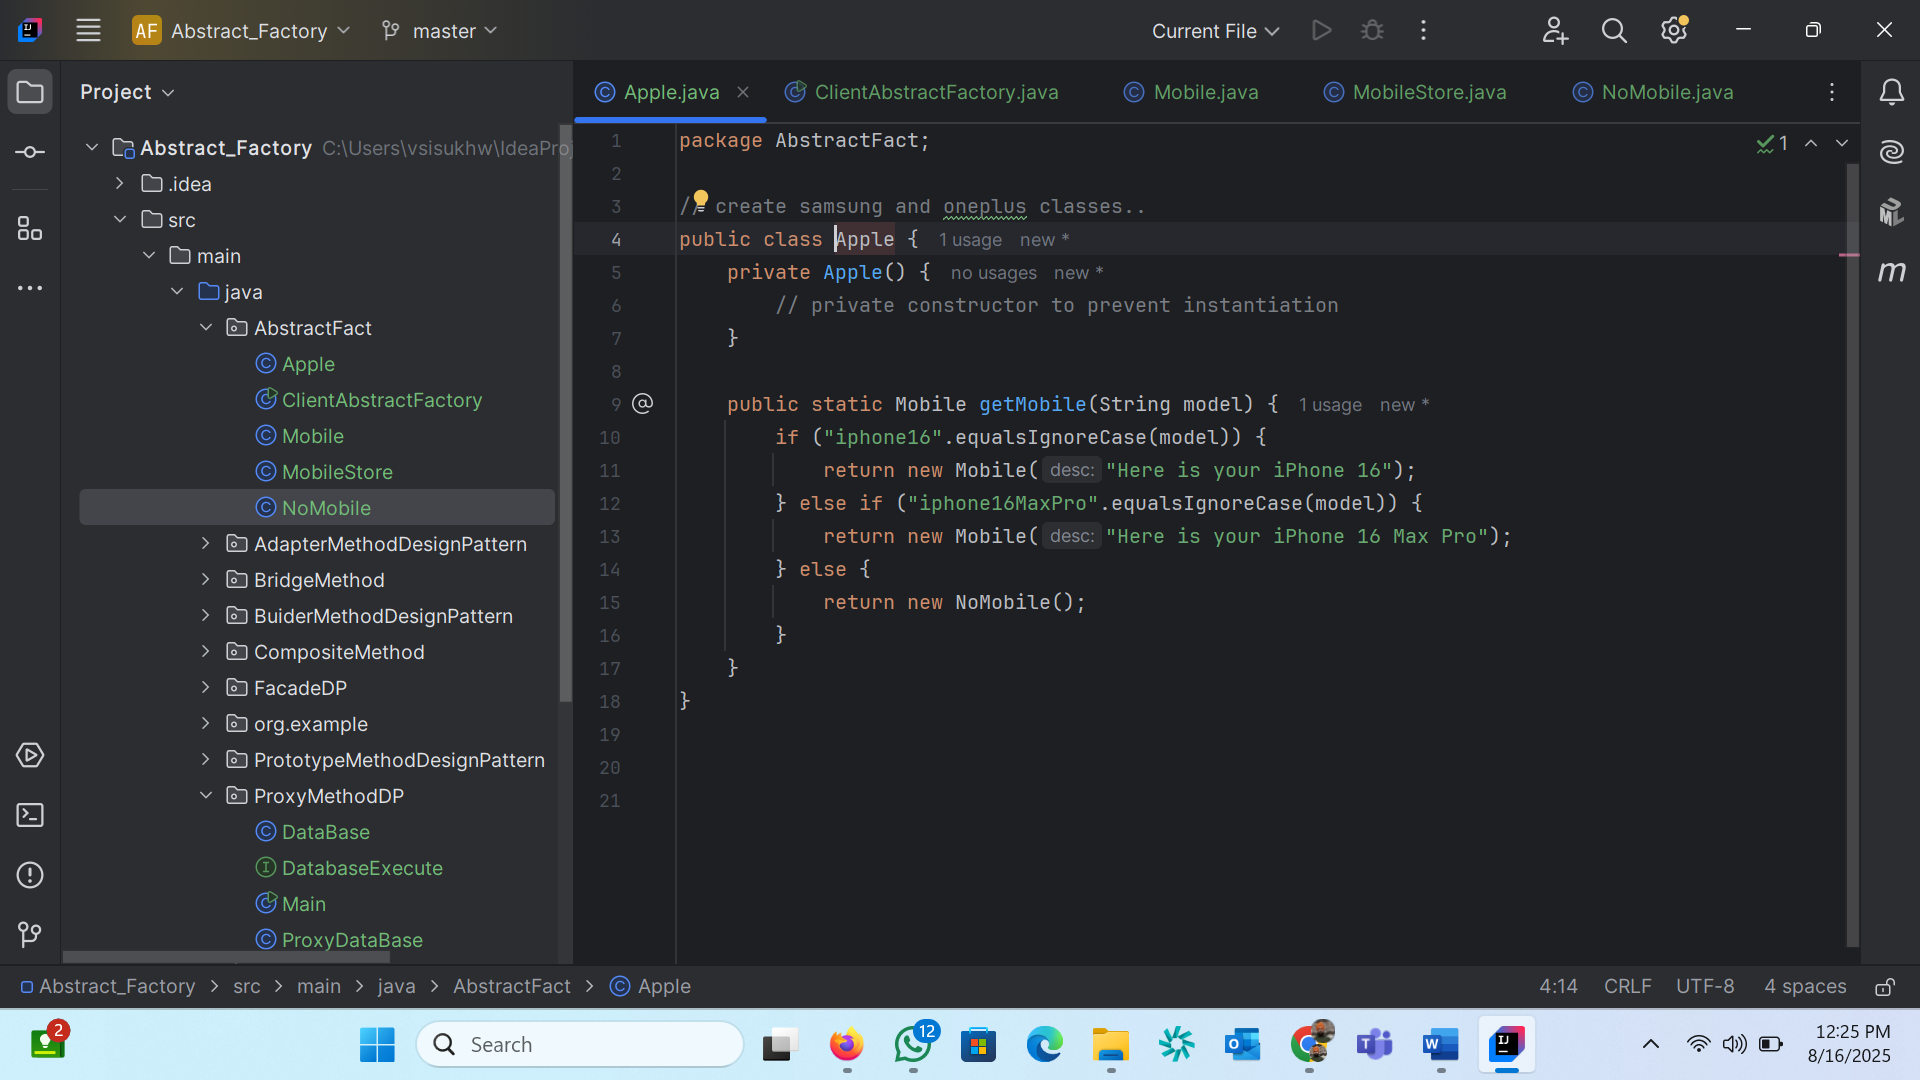 AF Abstract_Factory master Current File
Project
Apple.java ClientAbstractFactory.java Mobile.java MobileStore.java NoMobile.java
Abstract_Factory C:\Users\vsisukhw\IdeaProj
.idea
src
main
java
AbstractFact
Apple
ClientAbstractFactory
Mobile
MobileStore
NoMobile
AdapterMethodDesignPattern
BridgeMethod
BuiderMethodDesignPattern
CompositeMethod
FacadeDP
org.example
PrototypeMethodDesignPattern
ProxyMethodDP
DataBase
DatabaseExecute
Main
ProxyDataBase
1 package AbstractFact; 1
2
3 // create samsung and oneplus classes..
4 public class Apple { 1 usage new *
5 private Apple() { no usages new *
6 // private constructor to prevent instantiation
7 }
8
9 @ public static Mobile getMobile(String model) { 1 usage new *
10 if ("iphone16".equalsIgnoreCase(model)) {
11 return new Mobile( desc: "Here is your iPhone 16");
12 } else if ("iphone16MaxPro".equalsIgnoreCase(model)) {
13 return new Mobile( desc: "Here is your iPhone 16 Max Pro");
14 } else {
15 return new NoMobile();
16 }
17 }
18 }
19
20
21
m
Abstract_Factory > src > main > java > AbstractFact > Apple 4:14 CRLF UTF-8 4 spaces
2 Search 12 12:25 PM
8/16/2025